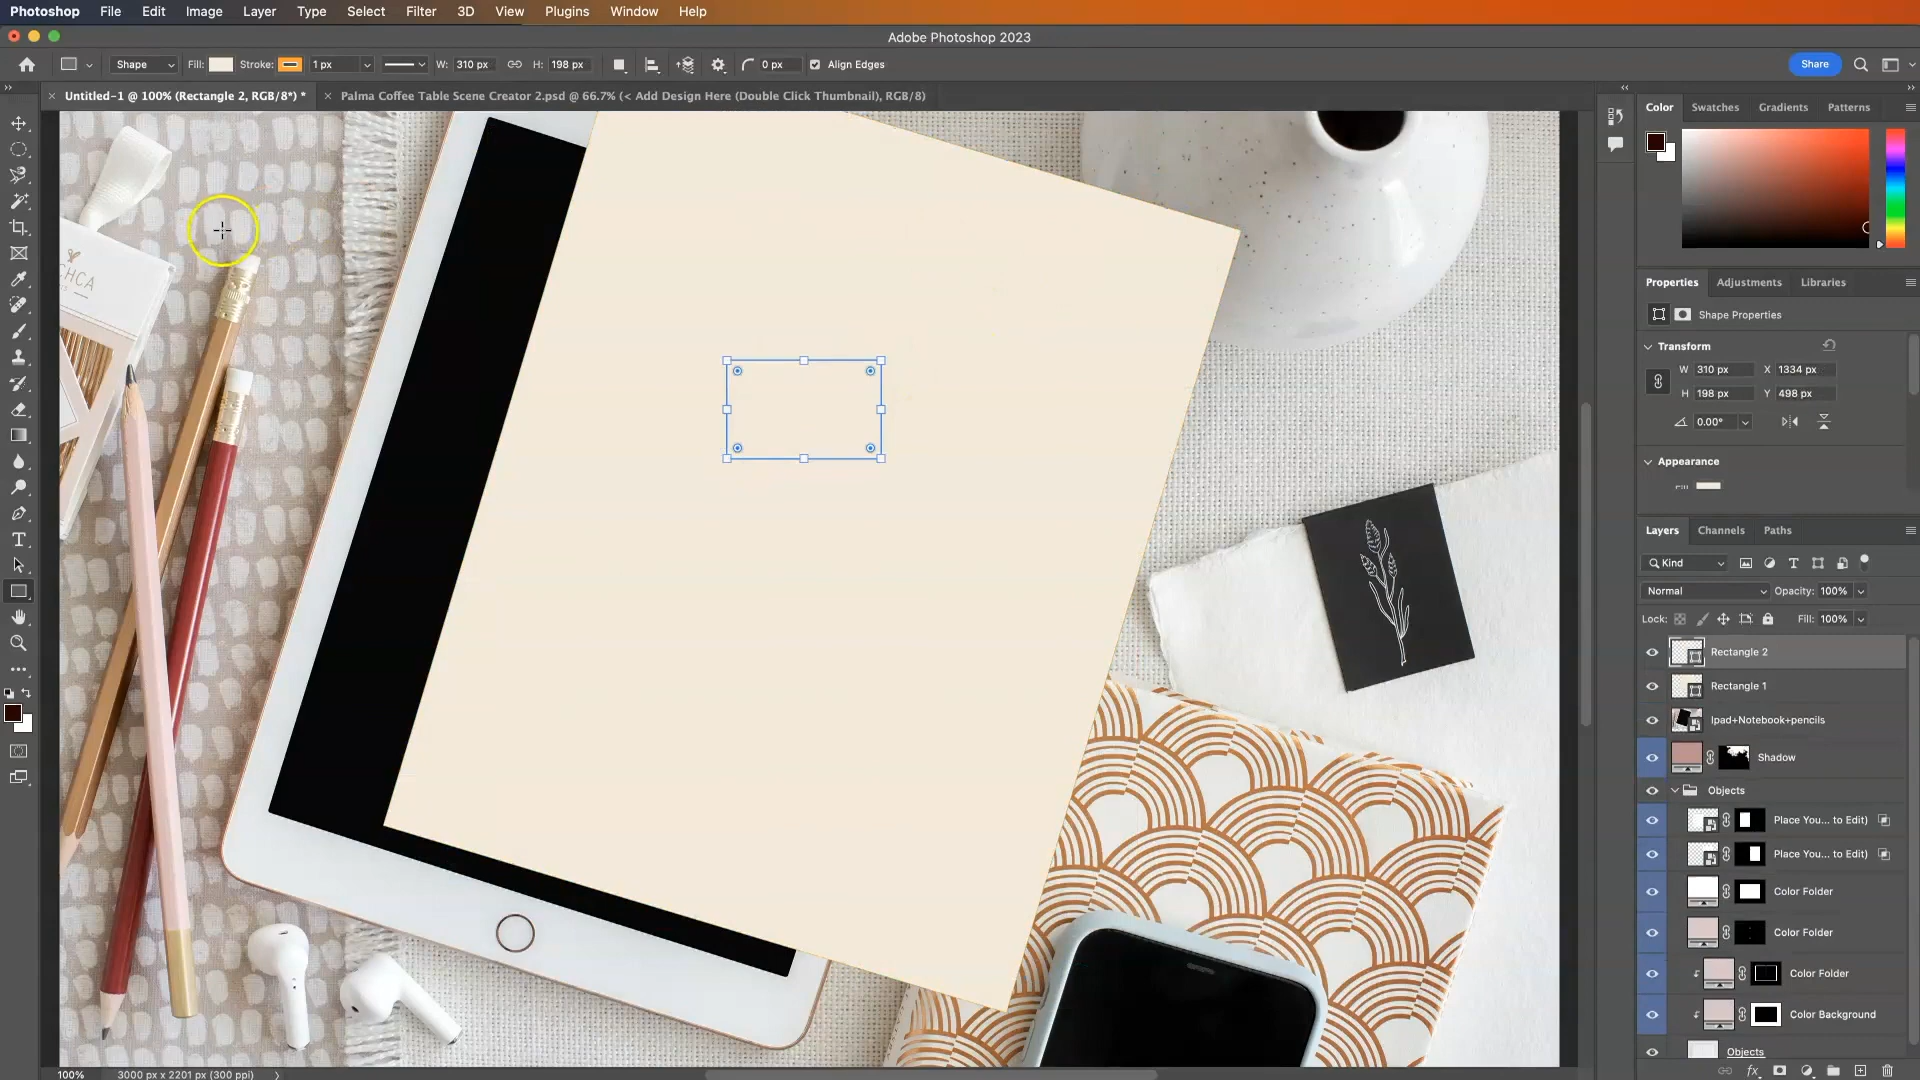 Photoshop File Edit Image Layer Type Select Filter 3D View Plugins Window Help
Adobe Photoshop 2023
Shape Fill: Stroke: 1 px W: 310 px H: 198 px 0 px Align Edges Share
Untitled-1 @ 100% (Rectangle 2, RGB/8*) * Palma Coffee Table Scene Creator 2.psd @ 66.7% (< Add Design Here (Double Click Thumbnail), RGB/8)
Color Swatches Gradients Patterns
Properties Adjustments Libraries
Shape Properties
Transform
W 310 px X 1334 px
H 198 px Y 498 px
0.00°
Appearance
Layers Channels Paths
Kind
Normal Opacity: 100%
Lock: Fill: 100%
Rectangle 2
Rectangle 1
Ipad+Notebook+pencils
Shadow
Objects
Place You... to Edit)
Place You... to Edit)
Color Folder
Color Folder
Color Folder
Color Background
Objects
100% 3000 px x 2201 px (300 ppi)